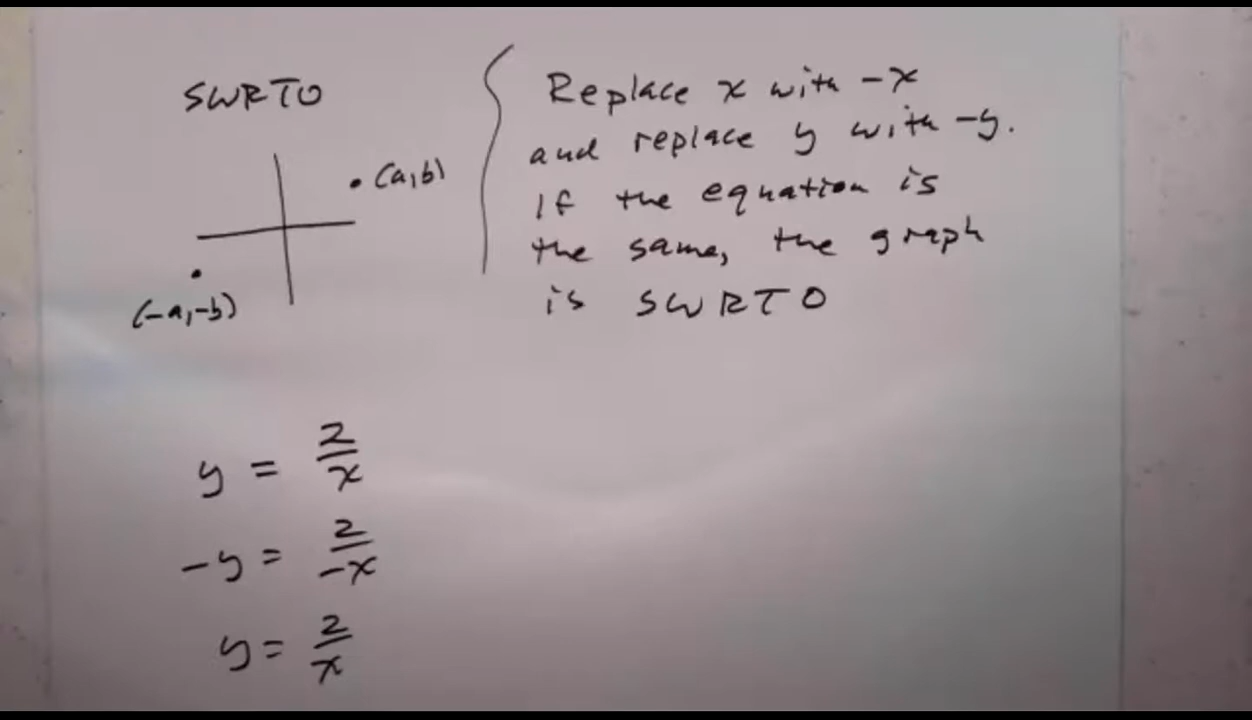 SWRTO
(a,b)
(-a,-b)
Replace x with -x
and replace y with -y.
If the equation is
the same, the graph
is SWRTO
y = 2/x
-y = 2/-x
y = 2/x